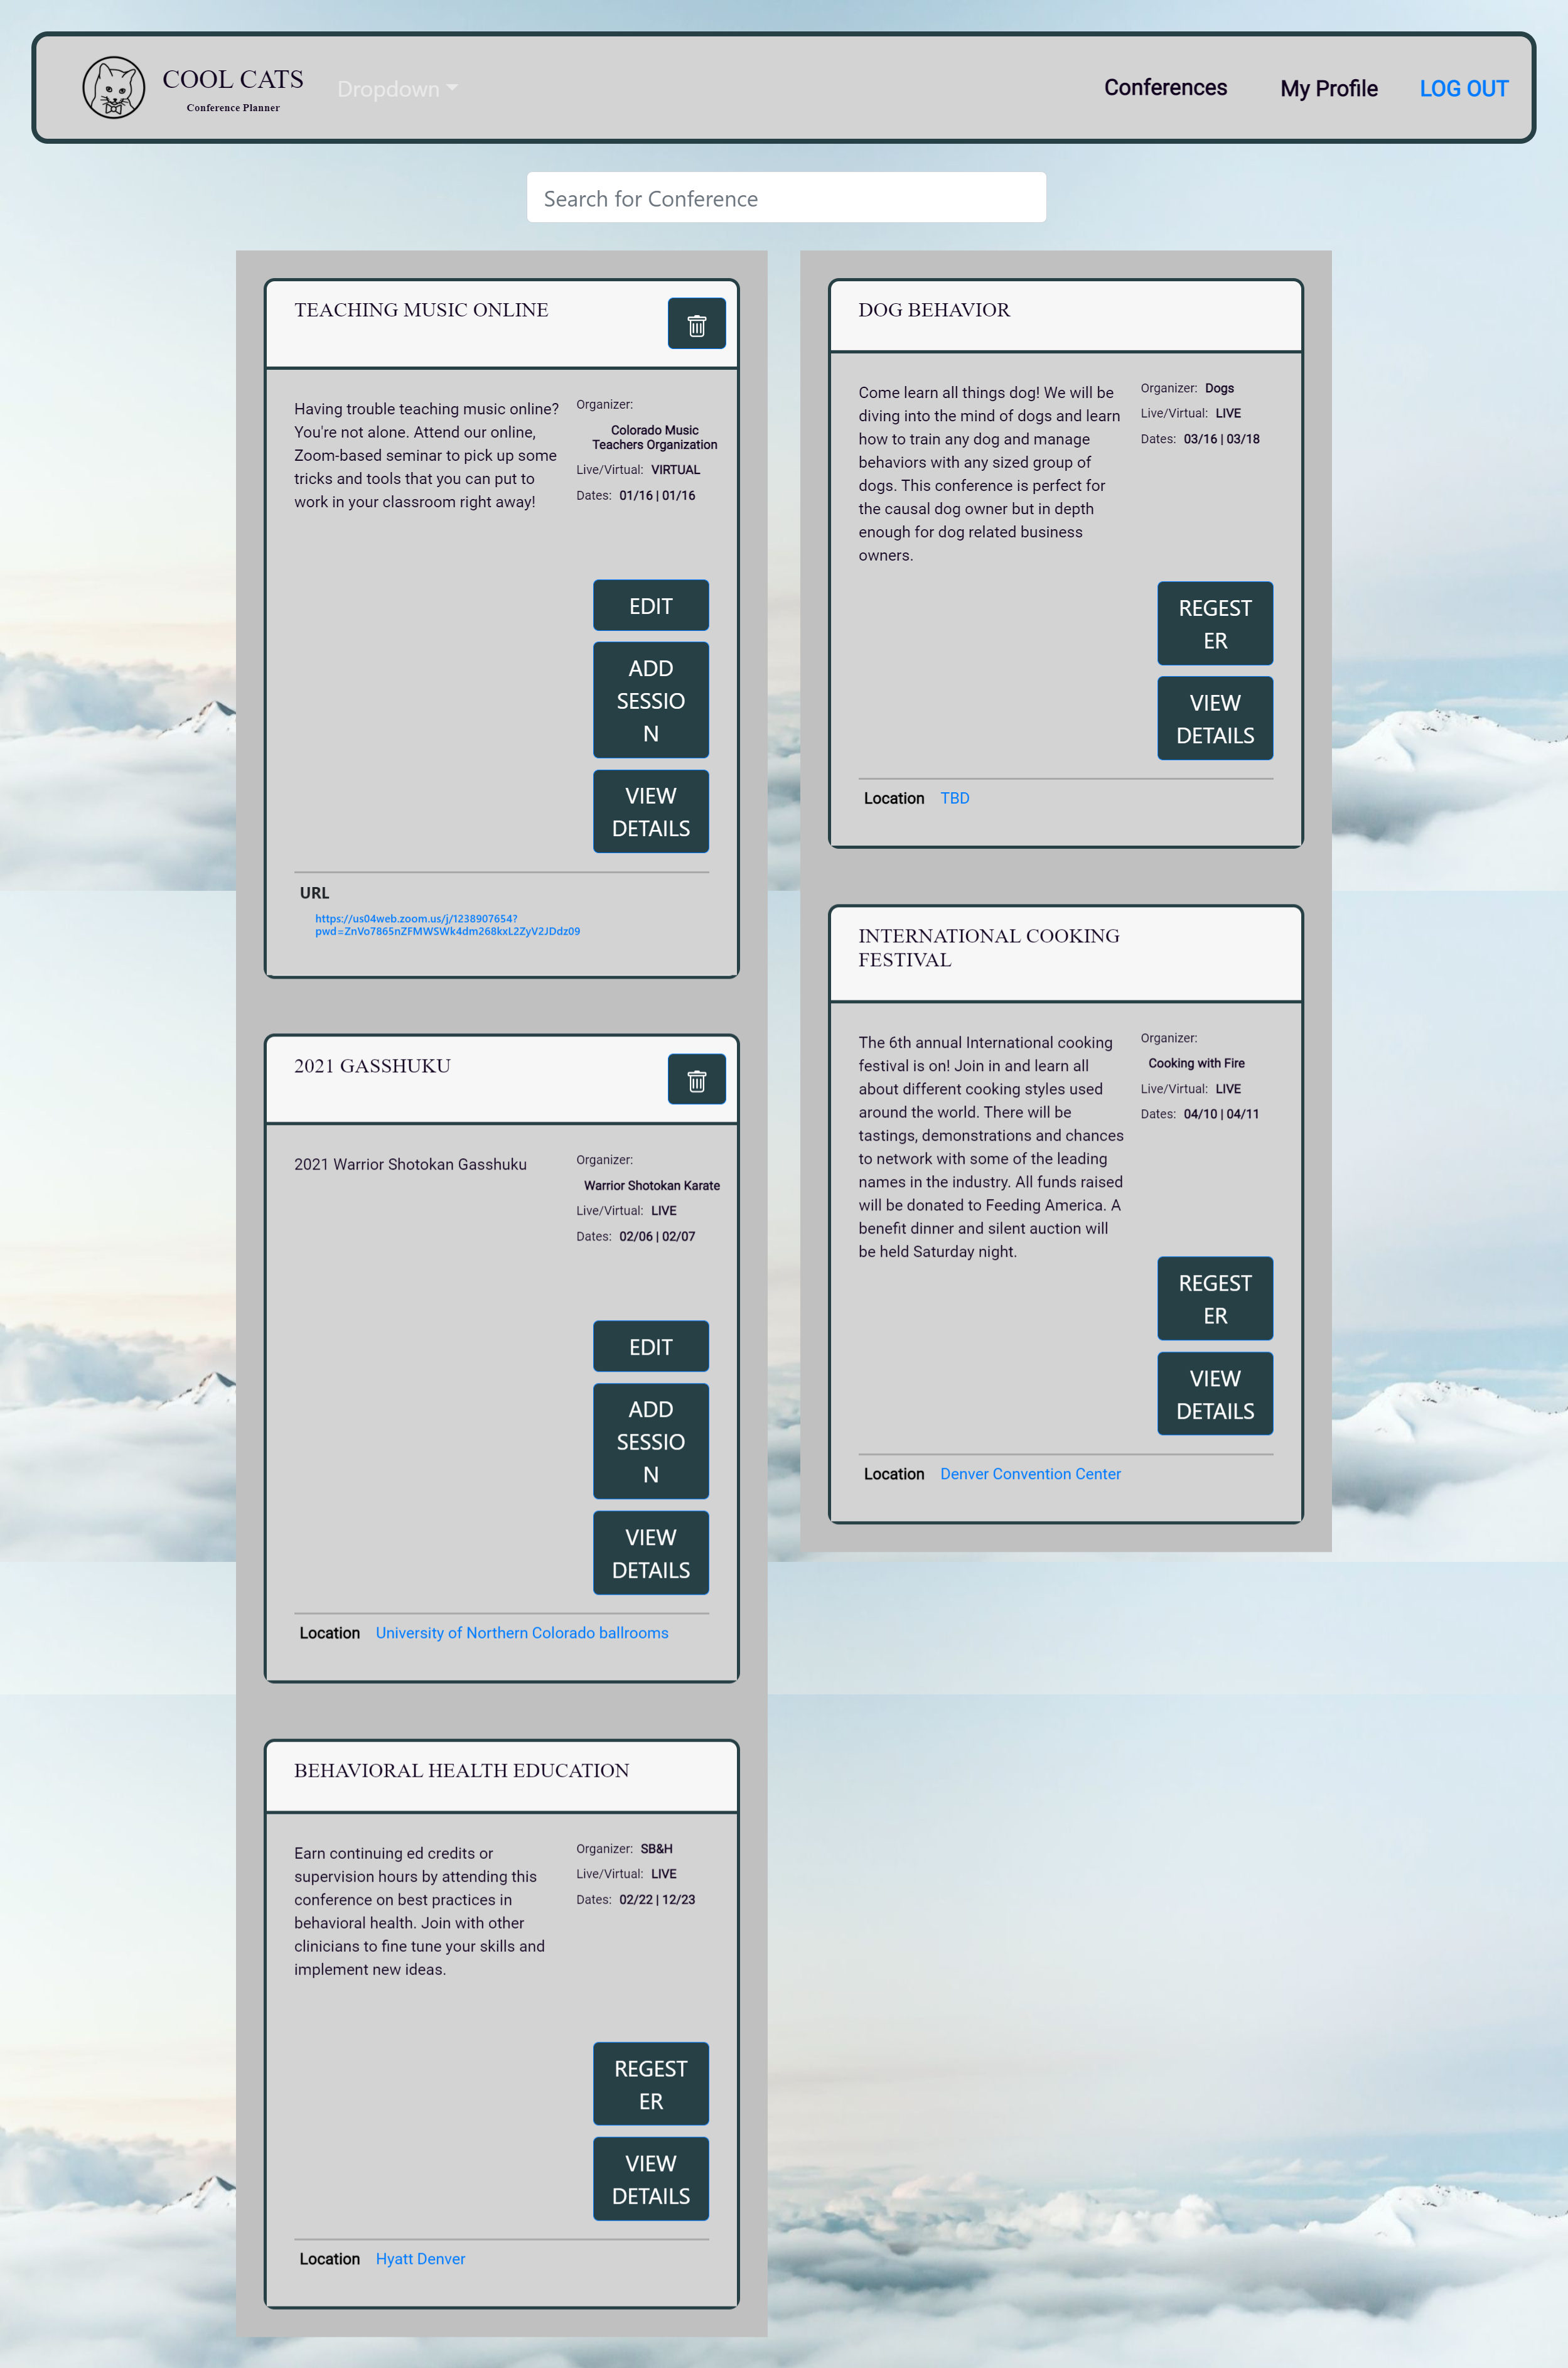 COOL CATS
Conference Planner
Dropdown
Conferences
My Profile
LOG OUT
Search for Conference
TEACHING MUSIC ONLINE
Having trouble teaching music online?
You're not alone. Attend our online,
Zoom-based seminar to pick up some
tricks and tools that you can put to
work in your classroom right away!
Organizer:
Colorado Music
Teachers Organization
Live/Virtual: VIRTUAL
Dates: 01/16 | 01/16
EDIT
ADD
SESSIO
N
VIEW
DETAILS
URL
https://us04web.zoom.us/j/1238907654?
pwd=ZnVo7865nZFMWSWk4dm268kxL2ZyV2JDdz09
2021 GASSHUKU
2021 Warrior Shotokan Gasshuku
Organizer:
Warrior Shotokan Karate
Live/Virtual: LIVE
Dates: 02/06 | 02/07
EDIT
ADD
SESSIO
N
VIEW
DETAILS
Location University of Northern Colorado ballrooms
BEHAVIORAL HEALTH EDUCATION
Earn continuing ed credits or
supervision hours by attending this
conference on best practices in
behavioral health. Join with other
clinicians to fine tune your skills and
implement new ideas.
Organizer: SB&H
Live/Virtual: LIVE
Dates: 02/22 | 12/23
REGEST
ER
VIEW
DETAILS
Location Hyatt Denver
DOG BEHAVIOR
Come learn all things dog! We will be
diving into the mind of dogs and learn
how to train any dog and manage
behaviors with any sized group of
dogs. This conference is perfect for
the causal dog owner but in depth
enough for dog related business
owners.
Organizer: Dogs
Live/Virtual: LIVE
Dates: 03/16 | 03/18
REGEST
ER
VIEW
DETAILS
Location TBD
INTERNATIONAL COOKING
FESTIVAL
The 6th annual International cooking
festival is on! Join in and learn all
about different cooking styles used
around the world. There will be
tastings, demonstrations and chances
to network with some of the leading
names in the industry. All funds raised
will be donated to Feeding America. A
benefit dinner and silent auction will
be held Saturday night.
Organizer:
Cooking with Fire
Live/Virtual: LIVE
Dates: 04/10 | 04/11
REGEST
ER
VIEW
DETAILS
Location Denver Convention Center